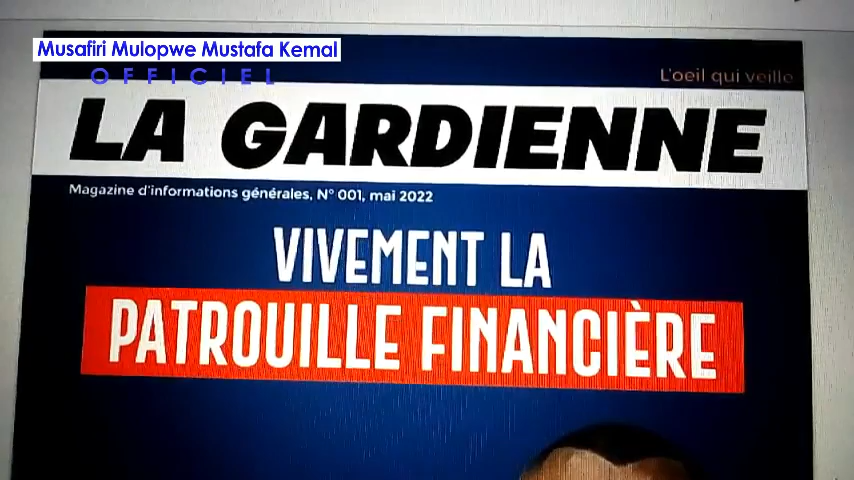 Musafiri Mulopwe Mustafa Kemal
OFFICIEL
L'oeil qui veille
LA GARDIENNE
Magazine d'informations générales, N° 001, mai 2022
VIVEMENT LA
PATROUILLE FINANCIÈRE